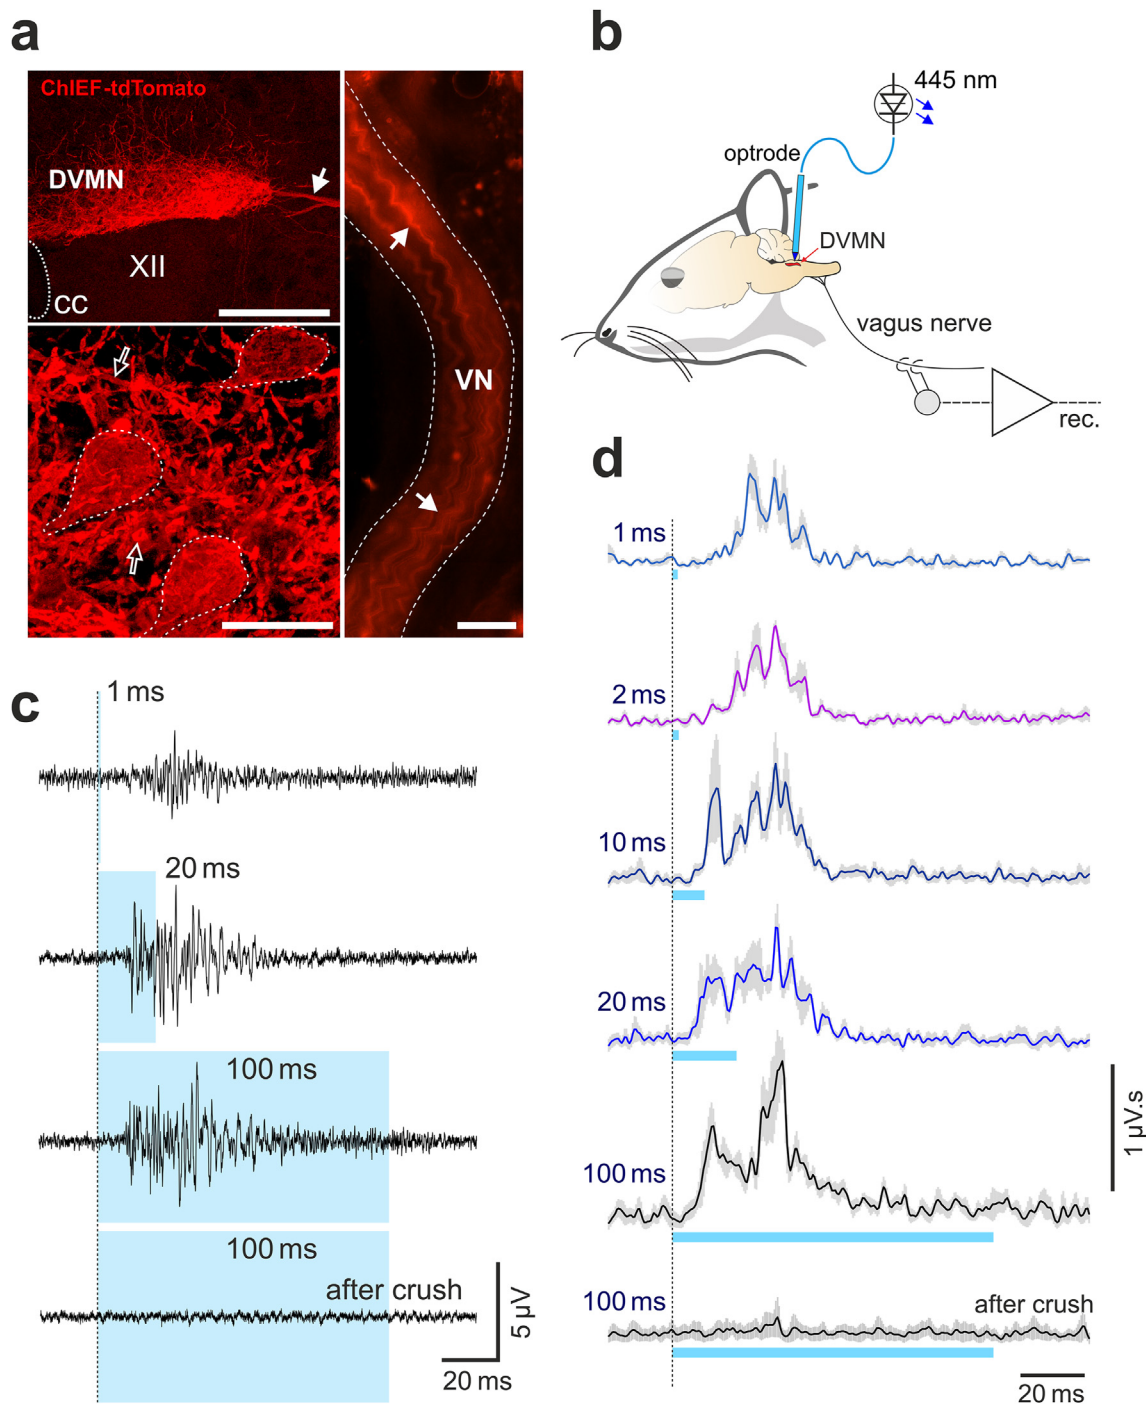 a
ChIEF-tdTomato
DVMN
XII
CC
VN
b
445 nm
optrode
DVMN
vagus nerve
rec.
c
1 ms
20 ms
100 ms
100 ms
after crush
5 µV
20 ms
d
1 ms
2 ms
10 ms
20 ms
100 ms
1 µV.s
100 ms
after crush
20 ms